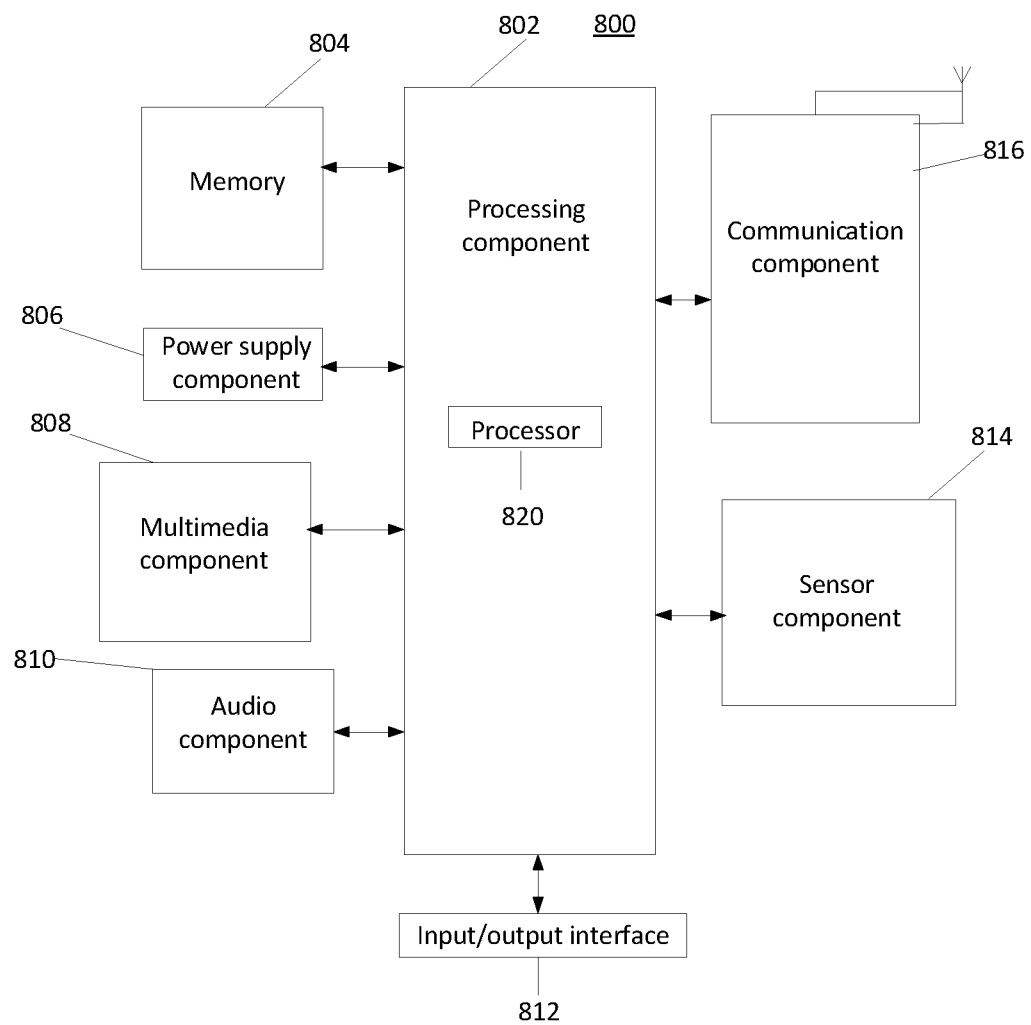 802
800
804
816
Memory
Processing
component
Communication
component
806
Power supply
component
808
Processor
814
820
Multimedia
component
Sensor
component
810
Audio
component
Input/output interface
812